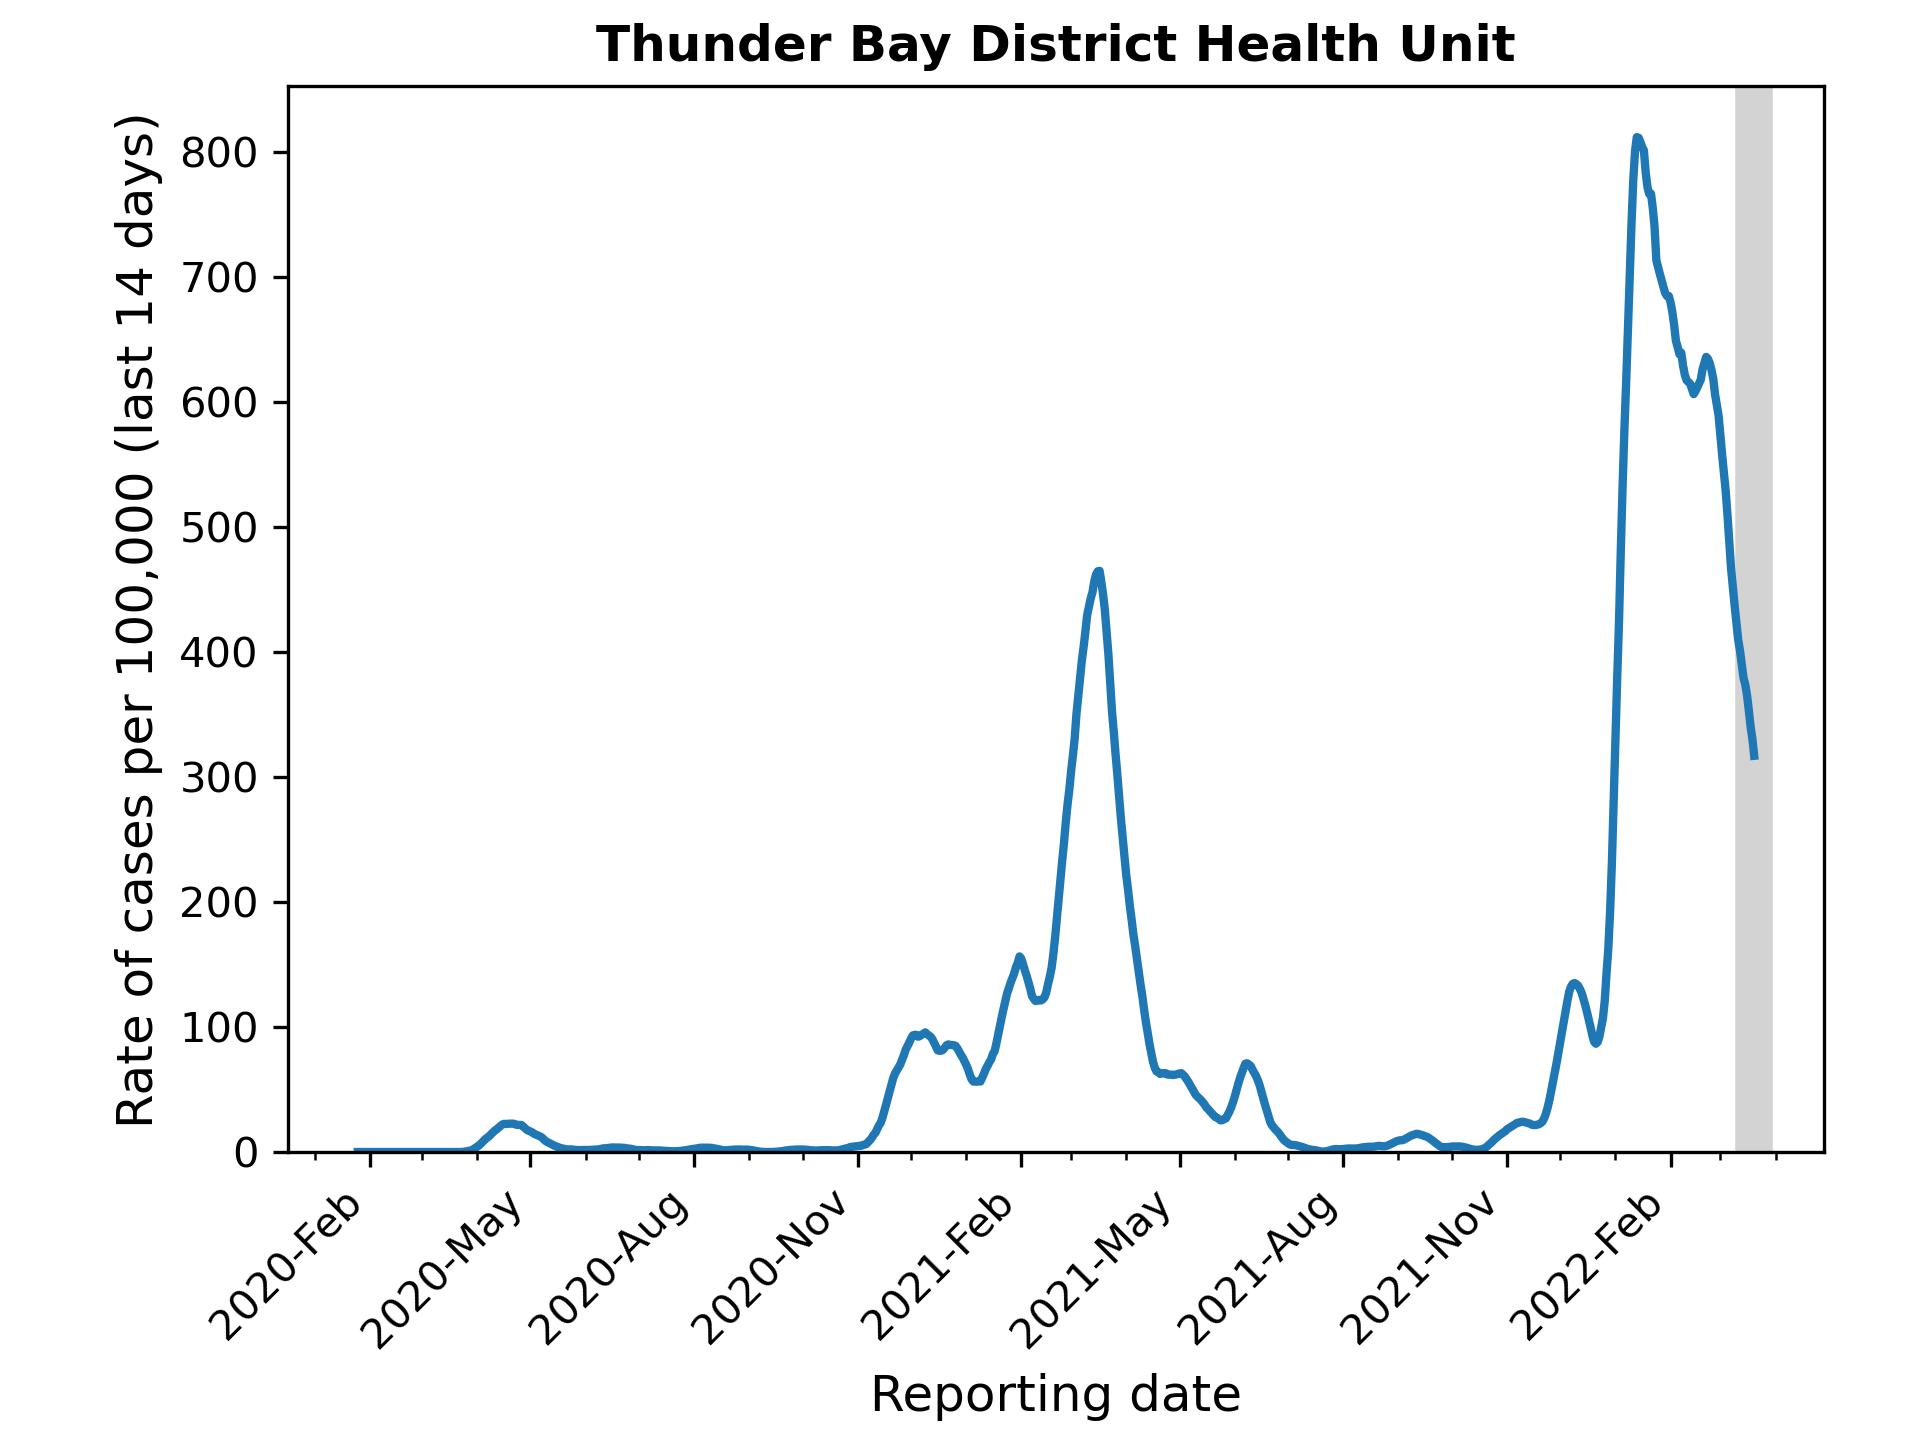 Thunder Bay District Health Unit
Rate of cases per 100,000 (last 14 days)
800
700
600
500
400
300
200
100
0
2020-Feb
2020-May
2020-Aug
2020-Nov
2021-Feb
2021-May
2021-Aug
2021-Nov
2022-Feb
Reporting date